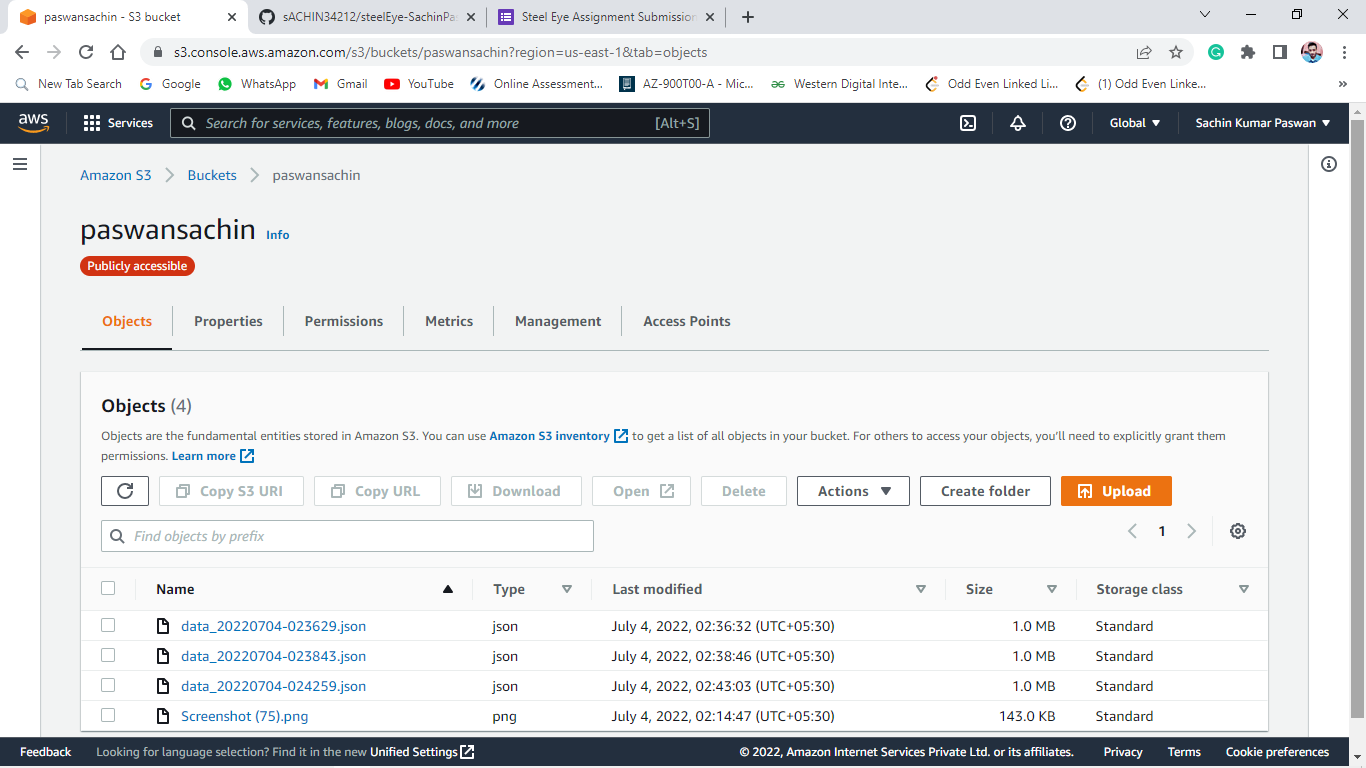 paswansachin - S3 bucket
sACHIN34212/steelEye-SachinPas
Steel Eye Assignment Submission
s3.console.aws.amazon.com/s3/buckets/paswansachin?region=us-east-1&tab=objects
New Tab Search Google WhatsApp Gmail YouTube Online Assessment... AZ-900T00-A - Mic... Western Digital Inte... Odd Even Linked Li... (1) Odd Even Linke... »
aws Services Search for services, features, blogs, docs, and more [Alt+S] Global Sachin Kumar Paswan
Amazon S3 Buckets paswansachin
paswansachin Info
Publicly accessible
Objects Properties Permissions Metrics Management Access Points
Objects (4)
Objects are the fundamental entities stored in Amazon S3. You can use Amazon S3 inventory to get a list of all objects in your bucket. For others to access your objects, you'll need to explicitly grant them
permissions. Learn more
Copy S3 URI Copy URL Download Open Delete Actions Create folder Upload
Find objects by prefix 1
Name Type Last modified Size Storage class
data_20220704-023629.json json July 4, 2022, 02:36:32 (UTC+05:30) 1.0 MB Standard
data_20220704-023843.json json July 4, 2022, 02:38:46 (UTC+05:30) 1.0 MB Standard
data_20220704-024259.json json July 4, 2022, 02:43:03 (UTC+05:30) 1.0 MB Standard
Screenshot (75).png png July 4, 2022, 02:14:47 (UTC+05:30) 143.0 KB Standard
Feedback Looking for language selection? Find it in the new Unified Settings © 2022, Amazon Internet Services Private Ltd. or its affiliates. Privacy Terms Cookie preferences